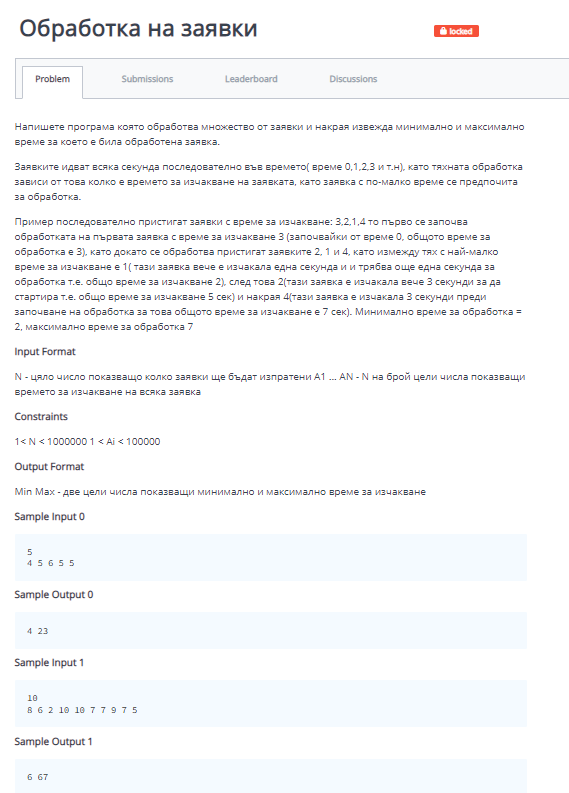 Обработка на заявки
locked
Problem
Submissions
Leaderboard
Discussions
Напишете програма която обработва множество от заявки и накрая извежда минимално и максимално
време за което е била обработена заявка.
Заявките идват всяка секунда последователно във времето( време 0,1,2,3 и т.н), като тяхната обработка
зависи от това колко е времето за изчакване на заявката, като заявка с по-малко време се предпочита
за обработка.
Пример последователно пристигат заявки с време за изчакване: 3,2,1,4 то първо се започва
обработката на първата заявка с време за изчакване 3 (започвайки от време 0, общото време за
обработка е 3), като докато се обработва пристигат заявките 2, 1 и 4, като измежду тях с най-малко
време за изчакване е 1( тази заявка вече е изчакала една секунда и и трябва още една секунда за
обработка т.е. общо време за изчакване 2), след това 2(тази заявка е изчакала вече 3 секунди за да
стартира т.е. общо време за изчакване 5 сек) и накрая 4(тази заявка е изчакала 3 секунди преди
започване на обработка за това общото време за изчакване е 7 сек). Минимално време за обработка =
2, максимално време за обработка 7
Input Format
N - цяло число показващо колко заявки ще бъдат изпратени A1 ... AN - N на брой цели числа показващи
времето за изчакване на всяка заявка
Constraints
1< N < 1000000 1 < Ai < 100000
Output Format
Min Max - две цели числа показващи минимално и максимално време за изчакване
Sample Input 0
5
4 5 6 5 5
Sample Output 0
4 23
Sample Input 1
10
8 6 2 10 10 7 7 9 7 5
Sample Output 1
6 67